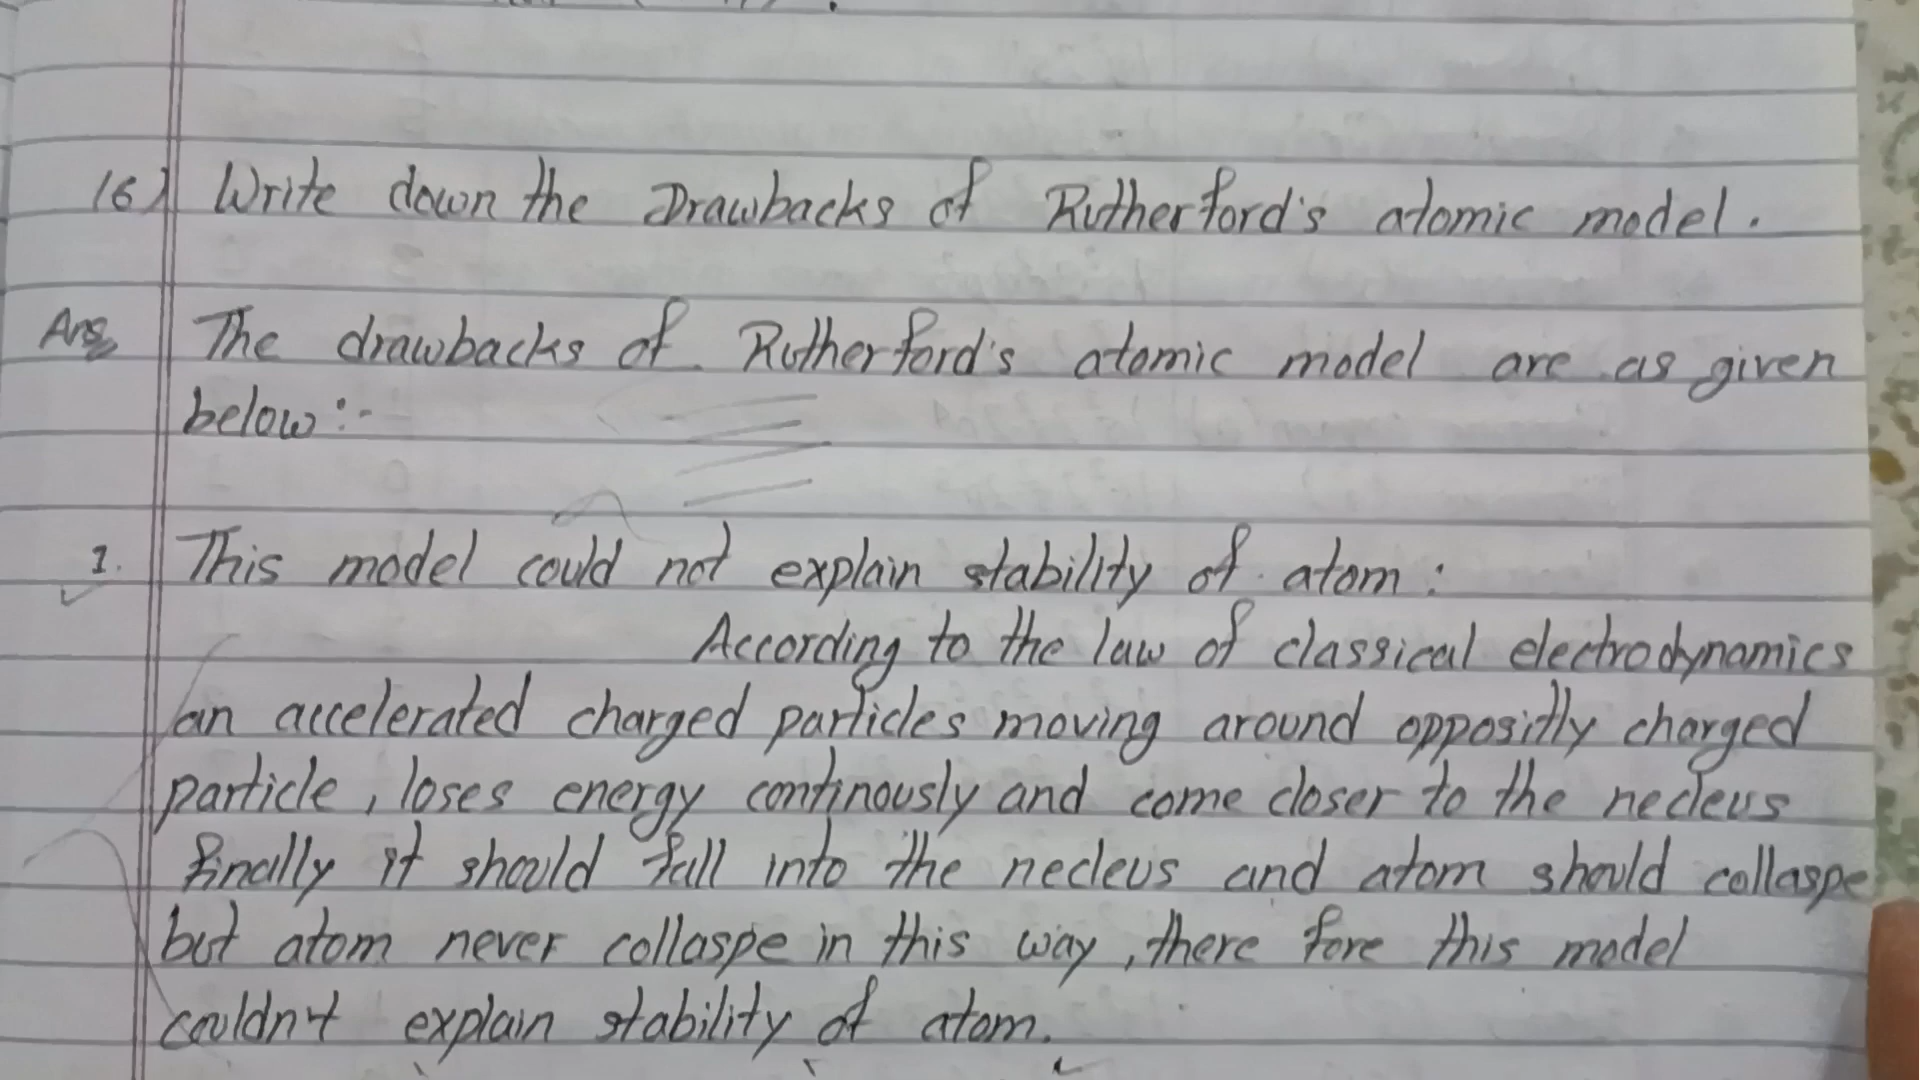 16) Write down the Drawbacks of Rutherford's atomic model.
Ans The drawbacks of Rutherford's atomic model are as given
below:-
1. This model could not explain stability of atom:
According to the law of classical electrodynamics
an accelerated charged particles moving around oppositly charged
particle, loses energy continously and come closer to the necleus
finally it should fall into the necleus and atom should collaspe
but atom never collaspe in this way, there fore this model
couldn't explain stability of atom.